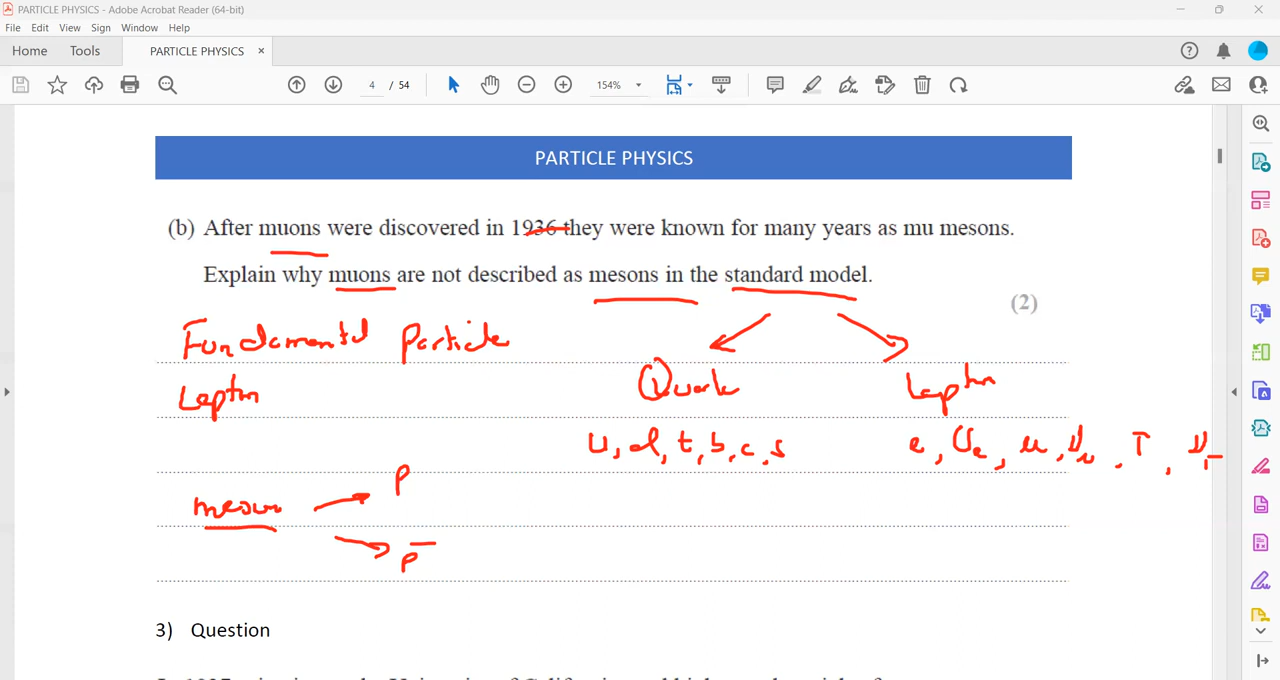 PARTICLE PHYSICS - Adobe Acrobat Reader (64-bit)
File Edit View Sign Window Help
Home Tools PARTICLE PHYSICS ×
4 / 54 154%
PARTICLE PHYSICS
(b) After muons were discovered in 1936 they were known for many years as mu mesons.
Explain why muons are not described as mesons in the standard model.
(2)
Fundamental Particle
Lepton
Quark Lepton
u, d, t, b, c, s e, νe, μ, νμ, τ, ντ
meson
p
p̅
3) Question